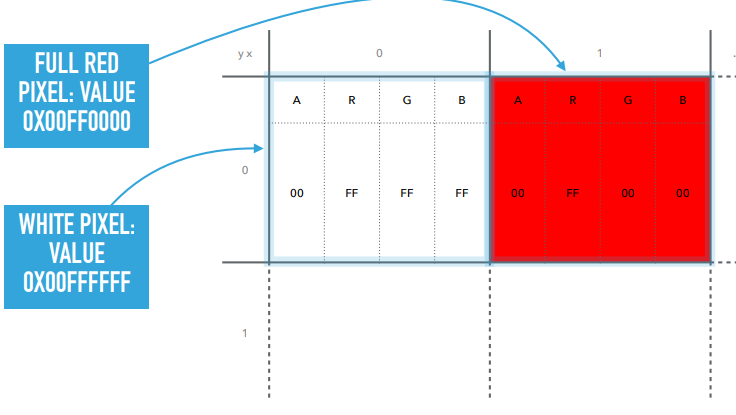 FULL RED
PIXEL: VALUE
0X00FF0000
WHITE PIXEL:
VALUE
0X00FFFFFF
y x 0 1 .
A R G B A R G B
0
00 FF FF FF 00 FF 00 00
1